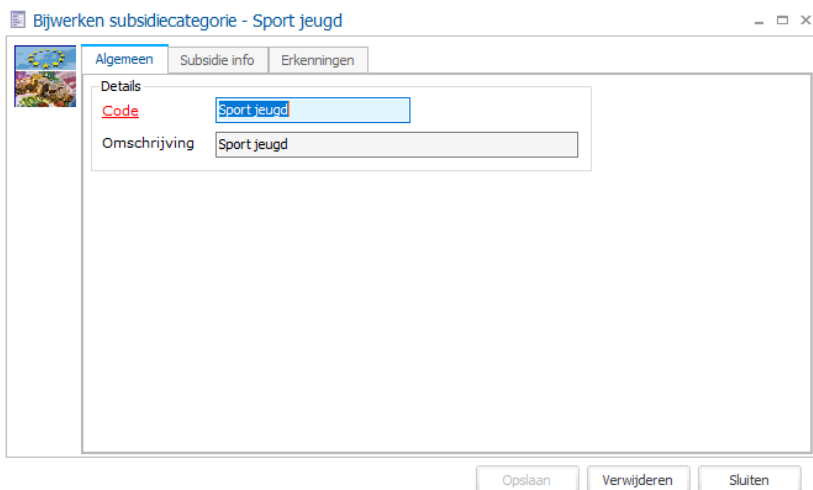 Bijwerken subsidiecategorie - Sport jeugd
Algemeen Subsidie info Erkenningen
Details
Code Sport jeugd
Omschrijving Sport jeugd
Opslaan Verwijderen Sluiten